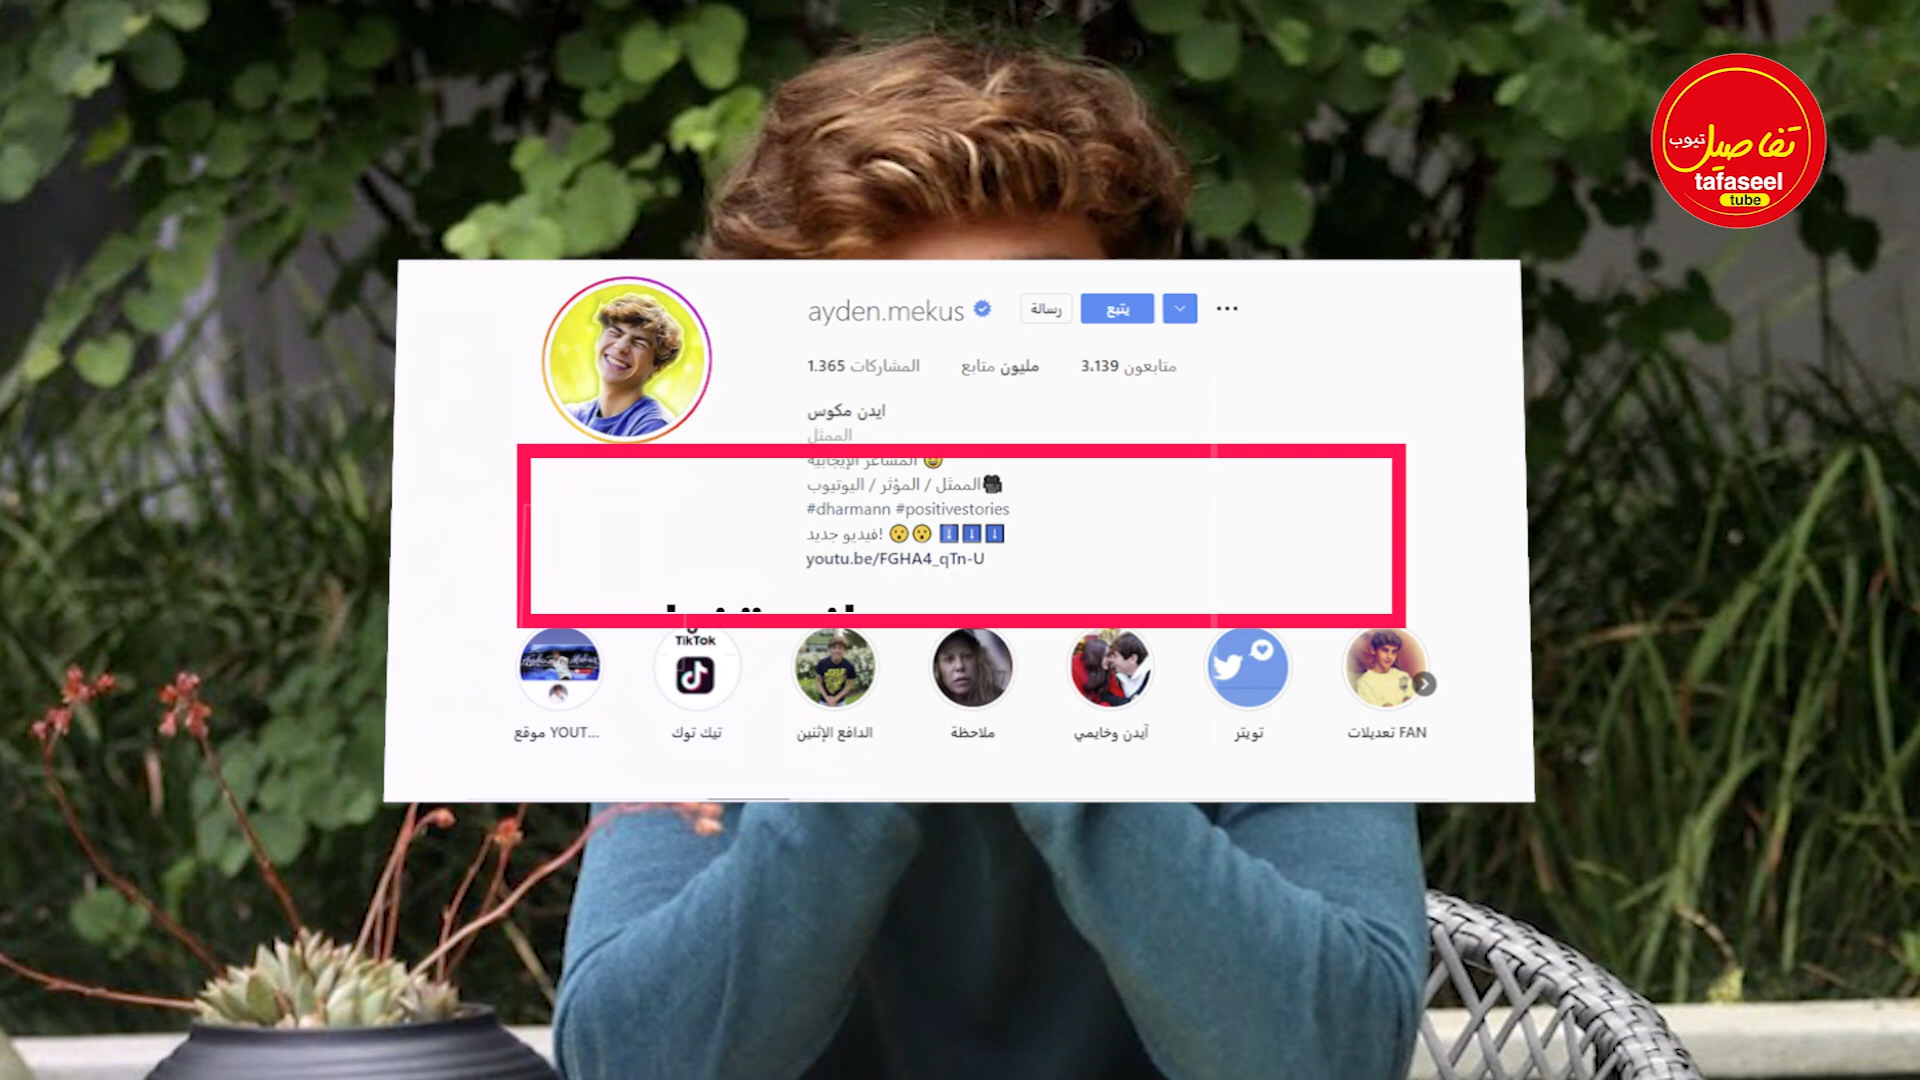 تفاصيل تيوب
tafaseel
tube
ayden.mekus
رسالة
يتبع
1.365 المشاركات
مليون متابع
3،139 متابعون
ايدن مكوس
الممثل
المشاعر الإيجابية 😄
الممثل / المؤثر / اليوتيوب🎥
#dharmann #positivestories
فيديو جديد! 😯😯 ⬇️⬇️⬇️
youtu.be/FGHA4_qTn-U
TikTok
موقع YOUT...
تيك توك
الدافع الإثنين
ملاحظة
آيدن وخايمي
تويتر
تعديلات FAN